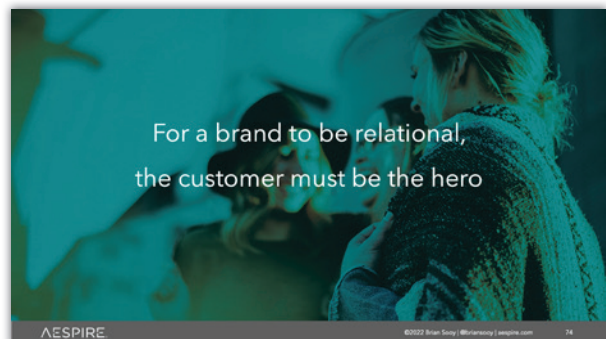 For a brand to be relational,
the customer must be the hero
AESPIRE
©2022 Brian Sooy | @briansooy | aespire.com
74